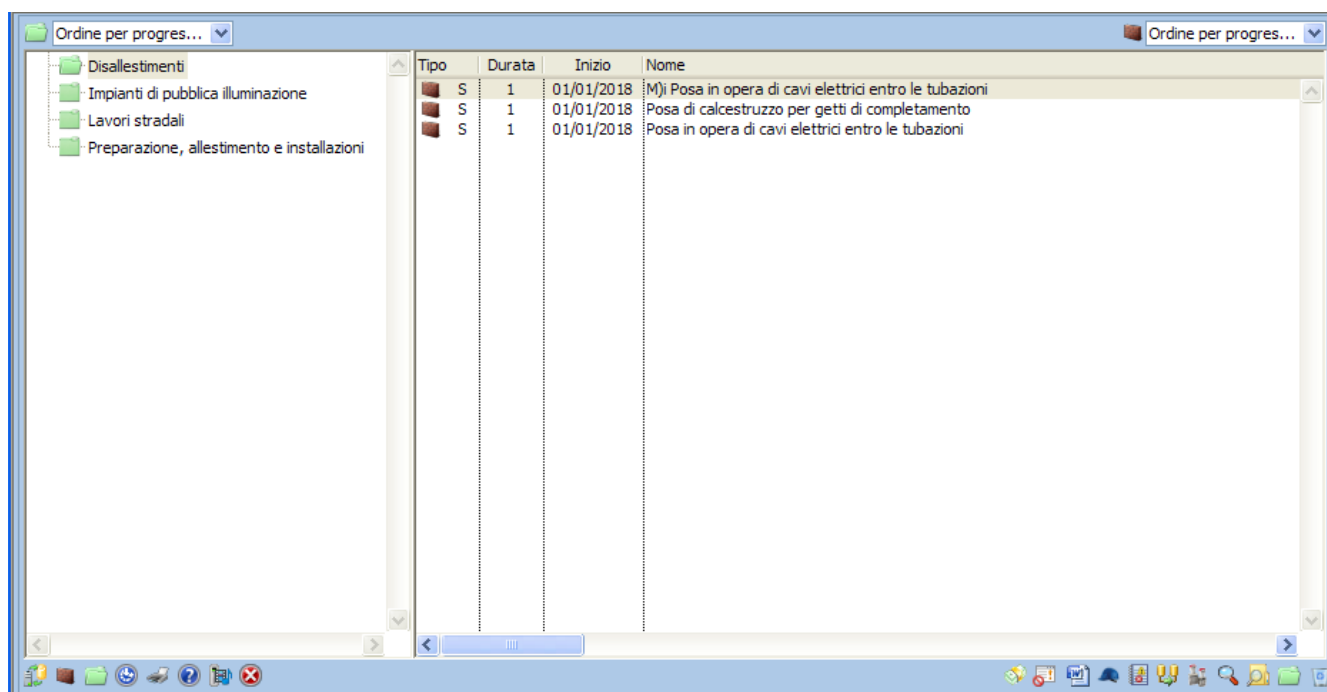 Ordine per progres...
Ordine per progres...
Disallestimenti
Impianti di pubblica illuminazione
Lavori stradali
Preparazione, allestimento e installazioni
Tipo Durata Inizio Nome
S 1 01/01/2018 M)i Posa in opera di cavi elettrici entro le tubazioni
S 1 01/01/2018 Posa di calcestruzzo per getti di completamento
S 1 01/01/2018 Posa in opera di cavi elettrici entro le tubazioni